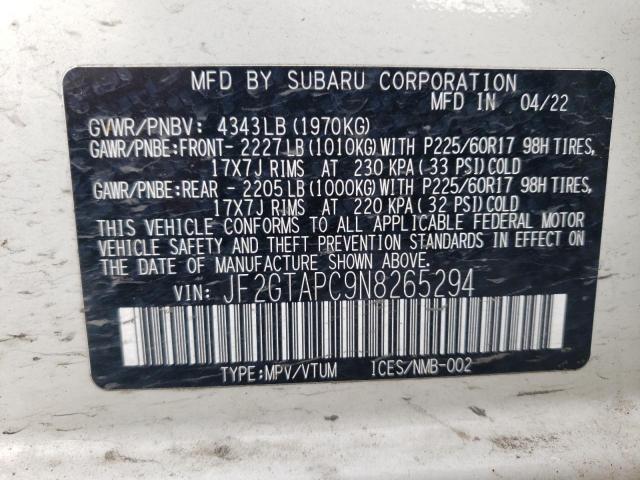 MFD BY SUBARU CORPORATION
MFD IN 04/22
GVWR/PNBV: 4343LB (1970KG)
GAWR/PNBE:FRONT- 2227LB (1010KG) WITH P225/60R17 98H TIRES,
17X7J RIMS AT 230 KPA (33 PSI) COLD
GAWR/PNBE:REAR - 2205LB (1000KG) WITH P225/60R17 98H TIRES,
17X7J RIMS AT 220 KPA (32 PSI) COLD
THIS VEHICLE CONFORMS TO ALL APPLICABLE FEDERAL MOTOR
VEHICLE SAFETY AND THEFT PREVENTION STANDARDS IN EFFECT ON
THE DATE OF MANUFACTURE SHOWN ABOVE.
VIN: JF2GTAPC9N8265294
TYPE:MPV/VTUM ICES/NMB-002